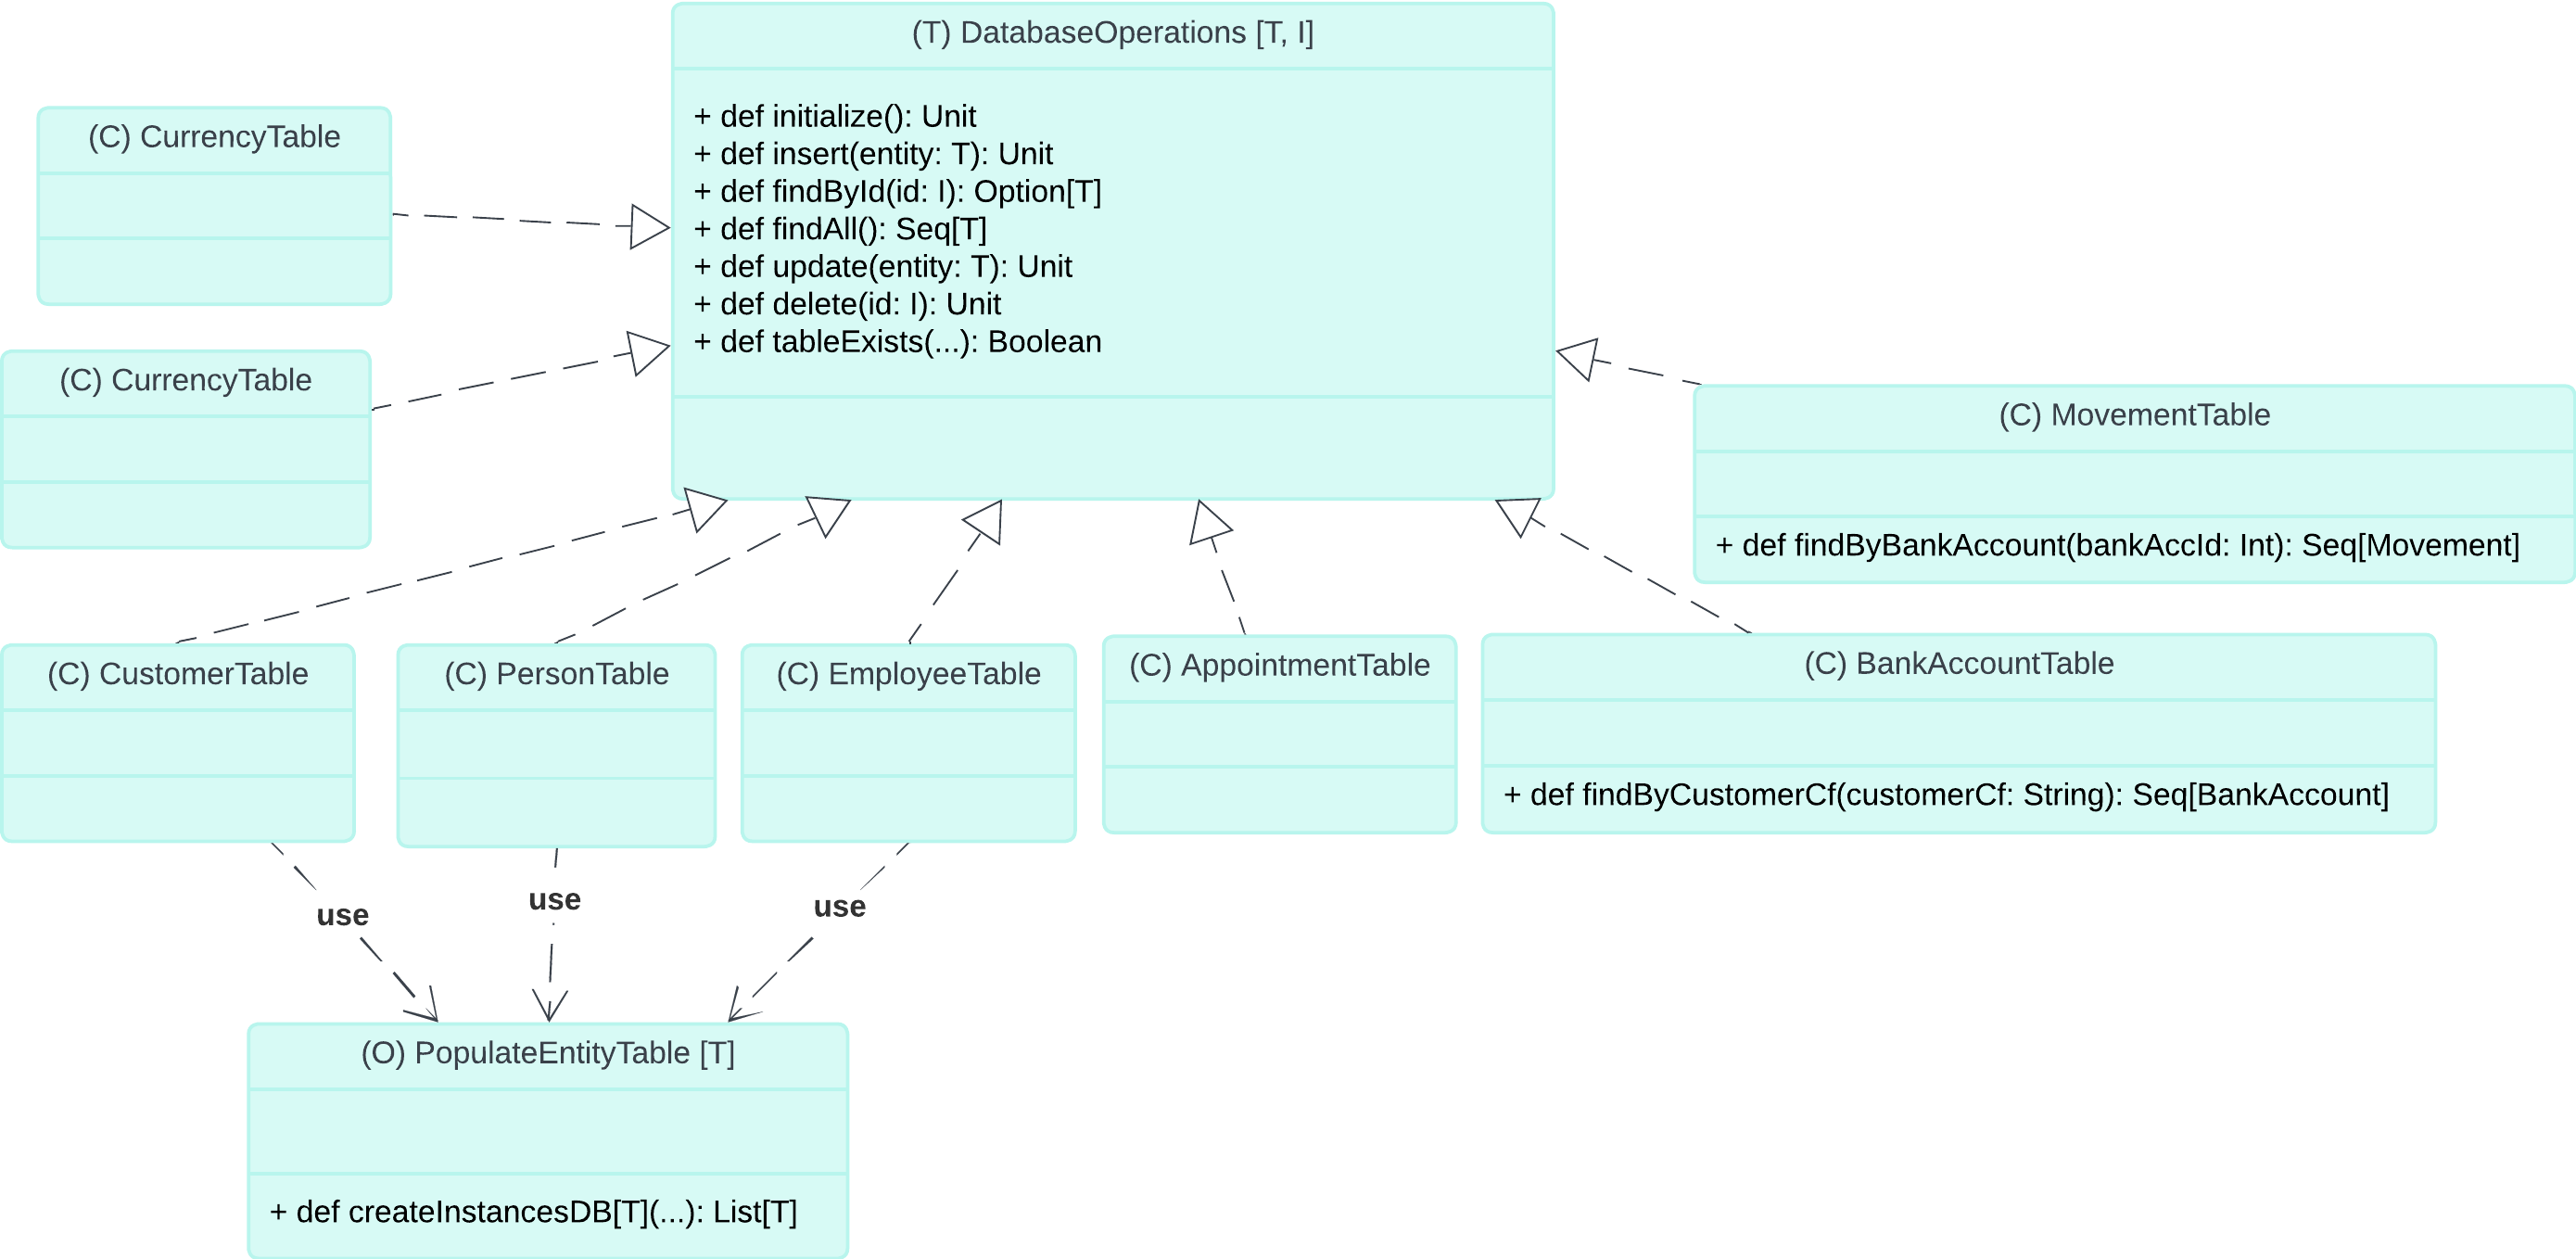 (T) DatabaseOperations [T, I]
+ def initialize(): Unit
+ def insert(entity: T): Unit
+ def findById(id: I): Option[T]
+ def findAll(): Seq[T]
+ def update(entity: T): Unit
+ def delete(id: I): Unit
+ def tableExists(...): Boolean
(C) CurrencyTable
(C) CurrencyTable
(C) MovementTable
+ def findByBankAccount(bankAccId: Int): Seq[Movement]
(C) CustomerTable
(C) PersonTable
(C) EmployeeTable
(C) AppointmentTable
(C) BankAccountTable
+ def findByCustomerCf(customerCf: String): Seq[BankAccount]
use
use
use
(O) PopulateEntityTable [T]
+ def createInstancesDB[T](...): List[T]